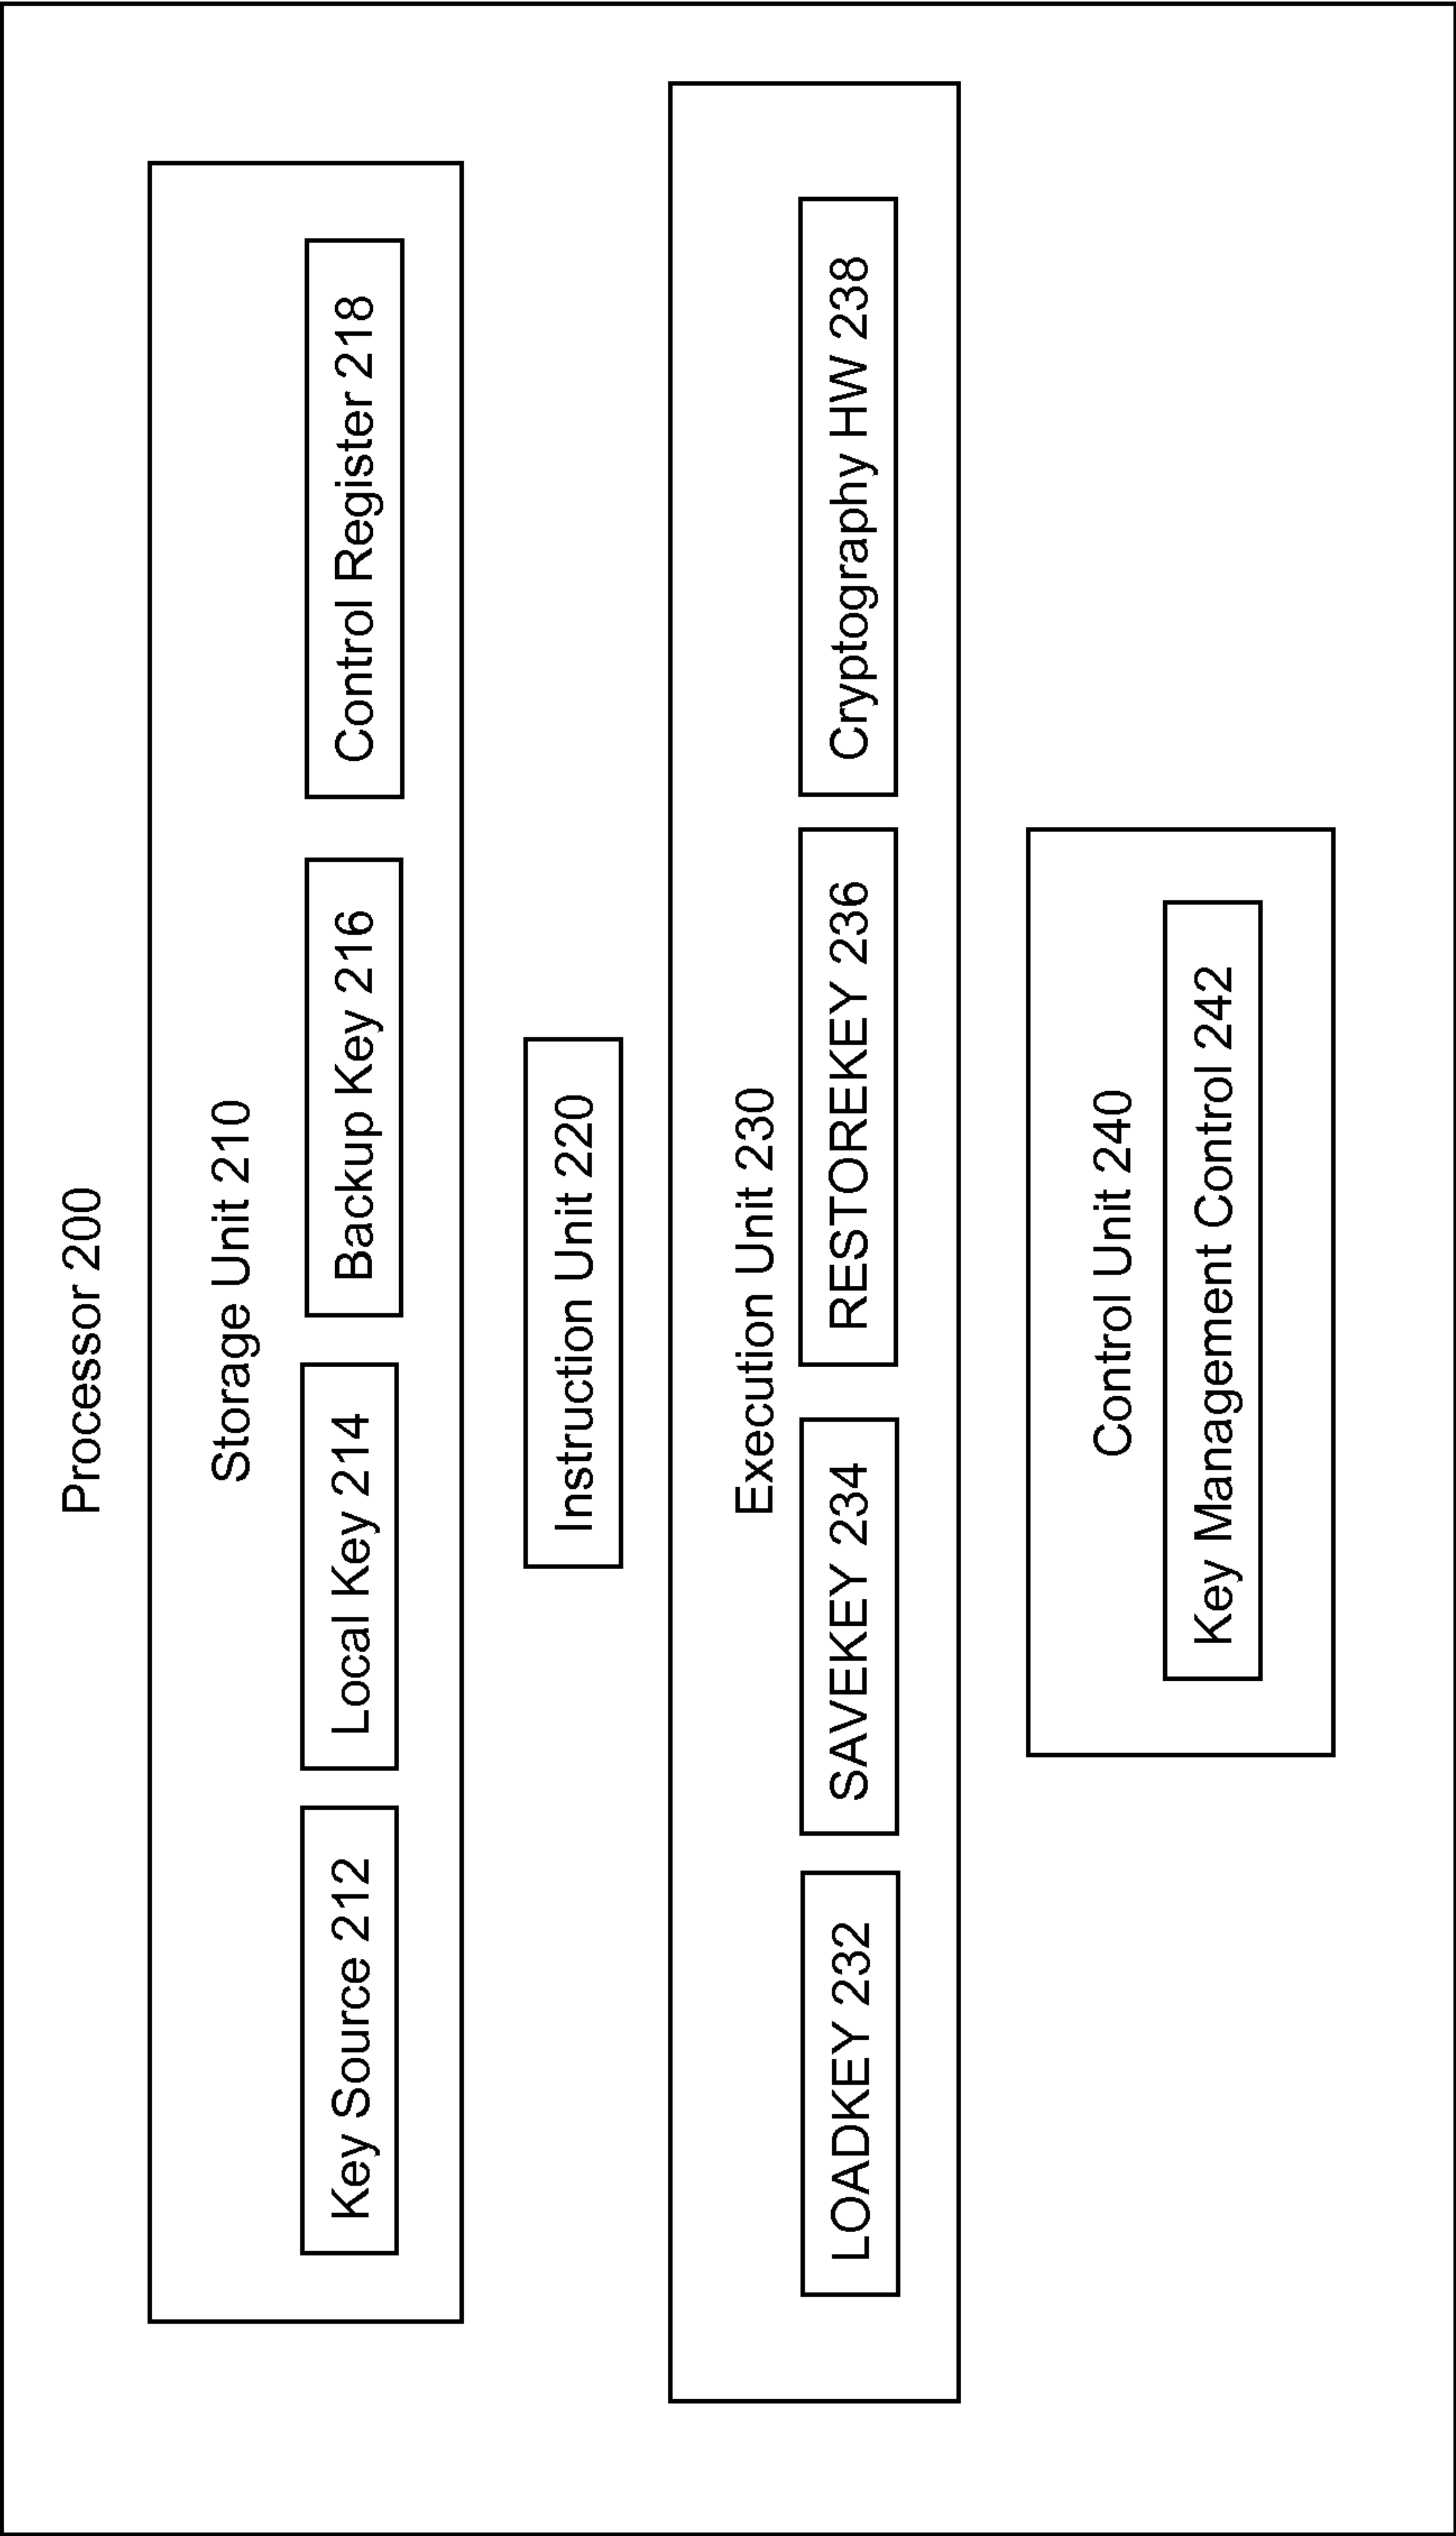 Processor 200
Storage Unit 210
Key Source 212
Local Key 214
Backup Key 216
Control Register 218
Instruction Unit 220
Execution Unit 230
LOADKEY 232
SAVEKEY 234
RESTOREKEY 236
Cryptography HW 238
Control Unit 240
Key Management Control 242